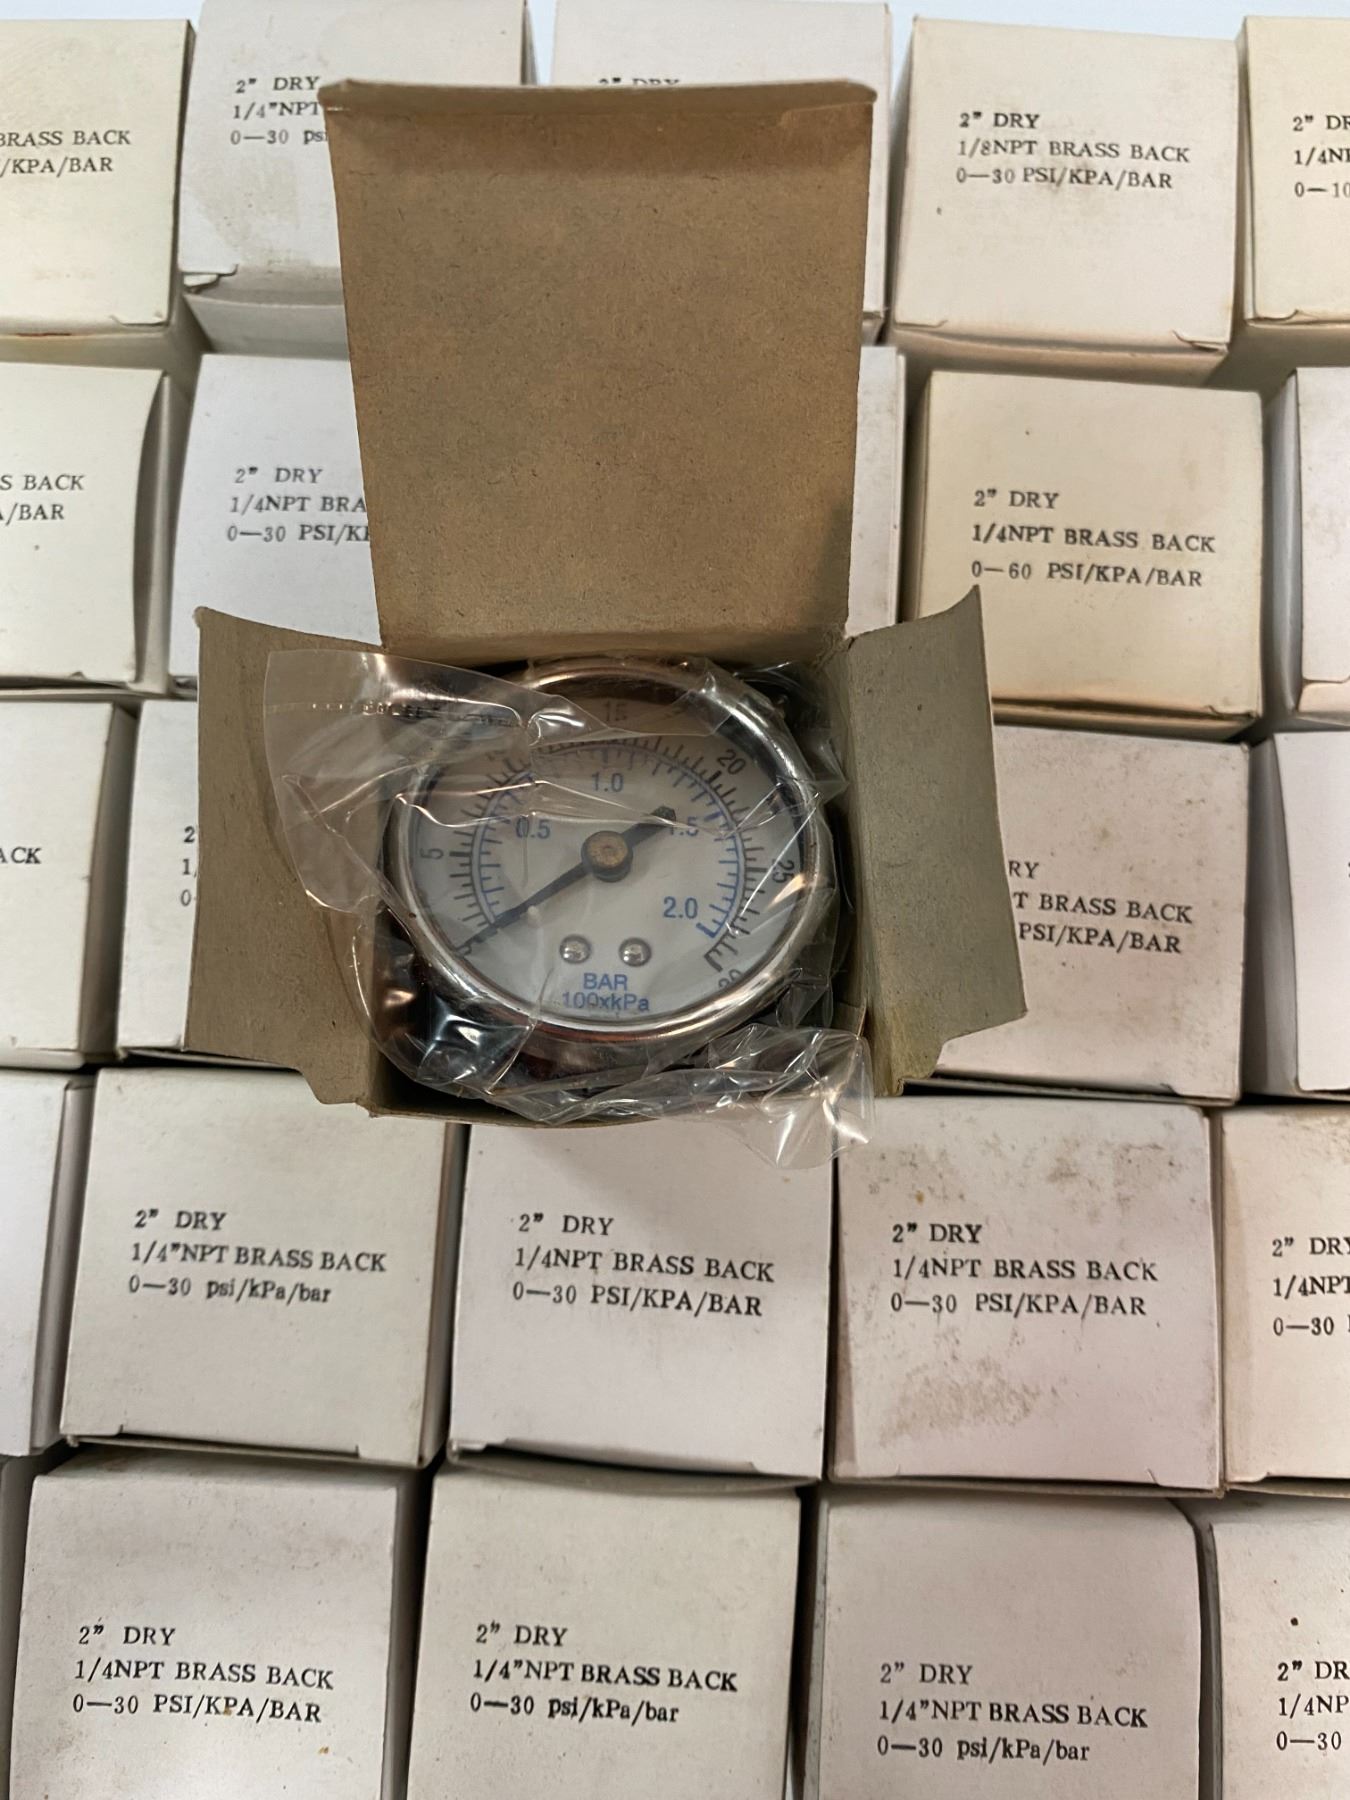 BRASS BACK
/KPA/BAR
2" DRY
1/4"NPT
0—30 psi
2" DRY
2" DRY
1/8NPT BRASS BACK
0—30 PSI/KPA/BAR
2"
1/4
0—10
BACK
/BAR
2" DRY
1/4NPT
0—30
2" DRY
1/4NPT BRASS BACK
0—60 PSI/KPA/BAR
15
20
1.0
0.5
1.5
5
25
2.0
BAR
100xkPa
2
1/
0
BRASS BACK
PSI/KPA/BAR
2" DRY
1/4"NPT BRASS BACK
0—30 psi/kPa/bar
2" DRY
1/4NPT BRASS BACK
0—30 PSI/KPA/BAR
2" DRY
1/4NPT BRASS BACK
0—30 PSI/KPA/BAR
2" DRY
1/4NPT
0—30
2" DRY
1/4NPT BRASS BACK
0—30 PSI/KPA/BAR
2" DRY
1/4"NPT BRASS BACK
0—30 psi/kPa/bar
2" DRY
1/4"NPT BRASS BACK
0—30 psi/kPa/bar
2"
1/4
0—30